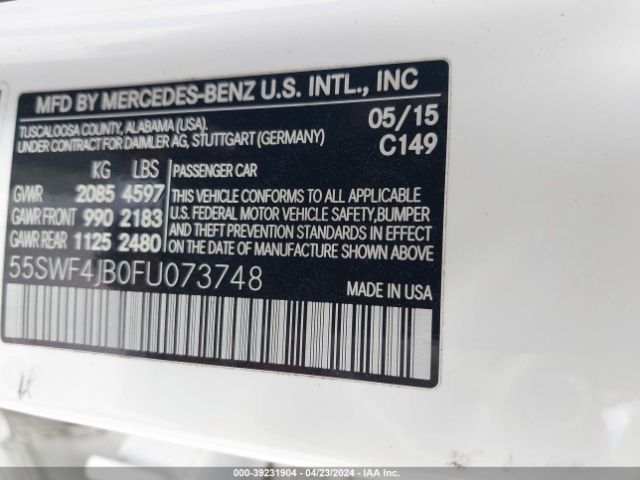 MFD BY MERCEDES-BENZ U.S. INTL., INC
TUSCALOOSA COUNTY, ALABAMA (USA).
UNDER CONTRACT FOR DAIMLER AG, STUTTGART (GERMANY)
05/15
C149
KG LBS
GVWR 2085 4597
GAWR FRONT 990 2183
GAWR REAR 1125 2480
PASSENGER CAR
THIS VEHICLE CONFORMS TO ALL APPLICABLE
U.S. FEDERAL MOTOR VEHICLE SAFETY,BUMPER
AND THEFT PREVENTION STANDARDS IN EFFECT
ON THE DATE OF MANUFACTURE SHOWN ABOVE
55SWF4JB0FU073748
MADE IN USA
000-39231904 - 04/23/2024 - IAA Inc.